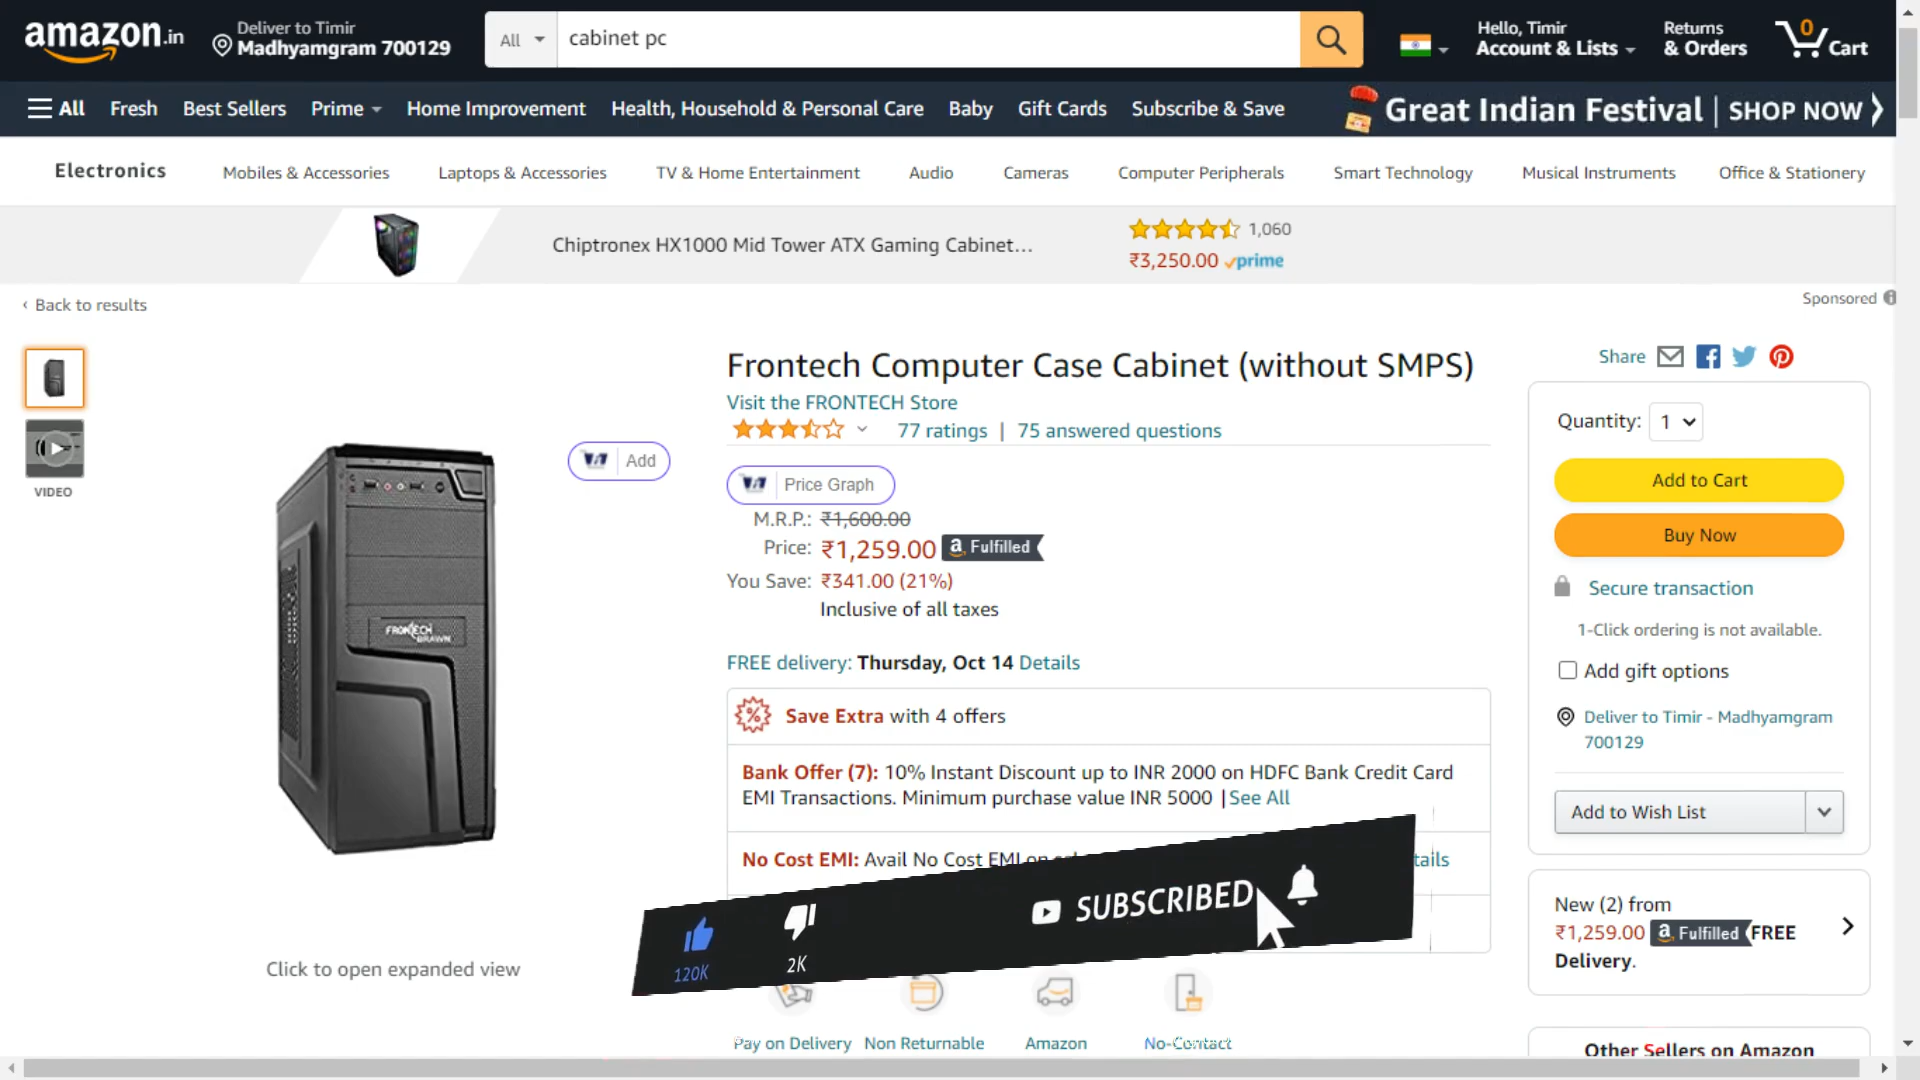 amazon.in
Deliver to Timir
Madhyamgram 700129
All
cabinet pc
Hello, Timir
Account & Lists
Returns
& Orders
0
Cart
All
Fresh
Best Sellers
Prime
Home Improvement
Health, Household & Personal Care
Baby
Gift Cards
Subscribe & Save
Great Indian Festival | SHOP NOW
Electronics
Mobiles & Accessories
Laptops & Accessories
TV & Home Entertainment
Audio
Cameras
Computer Peripherals
Smart Technology
Musical Instruments
Office & Stationery
Chiptronex HX1000 Mid Tower ATX Gaming Cabinet...
1,060
₹3,250.00 prime
Sponsored
‹ Back to results
VIDEO
FRONTECH
BRAWN
Click to open expanded view
Add
Frontech Computer Case Cabinet (without SMPS)
Visit the FRONTECH Store
77 ratings | 75 answered questions
Price Graph
M.R.P.: ₹1,600.00
Price: ₹1,259.00 a Fulfilled
You Save: ₹341.00 (21%)
Inclusive of all taxes
FREE delivery: Thursday, Oct 14 Details
Save Extra with 4 offers
Bank Offer (7): 10% Instant Discount up to INR 2000 on HDFC Bank Credit Card
EMI Transactions. Minimum purchase value INR 5000 | See All
No Cost EMI: Avail No Cost EMI on
120K
2K
SUBSCRIBED
Pay on Delivery
Non Returnable
Amazon
No-Contact
Share
Quantity: 1
Add to Cart
Buy Now
Secure transaction
1-Click ordering is not available.
Add gift options
Deliver to Timir - Madhyamgram
700129
Add to Wish List
New (2) from
₹1,259.00 a Fulfilled FREE
Delivery.
Other Sellers on Amazon